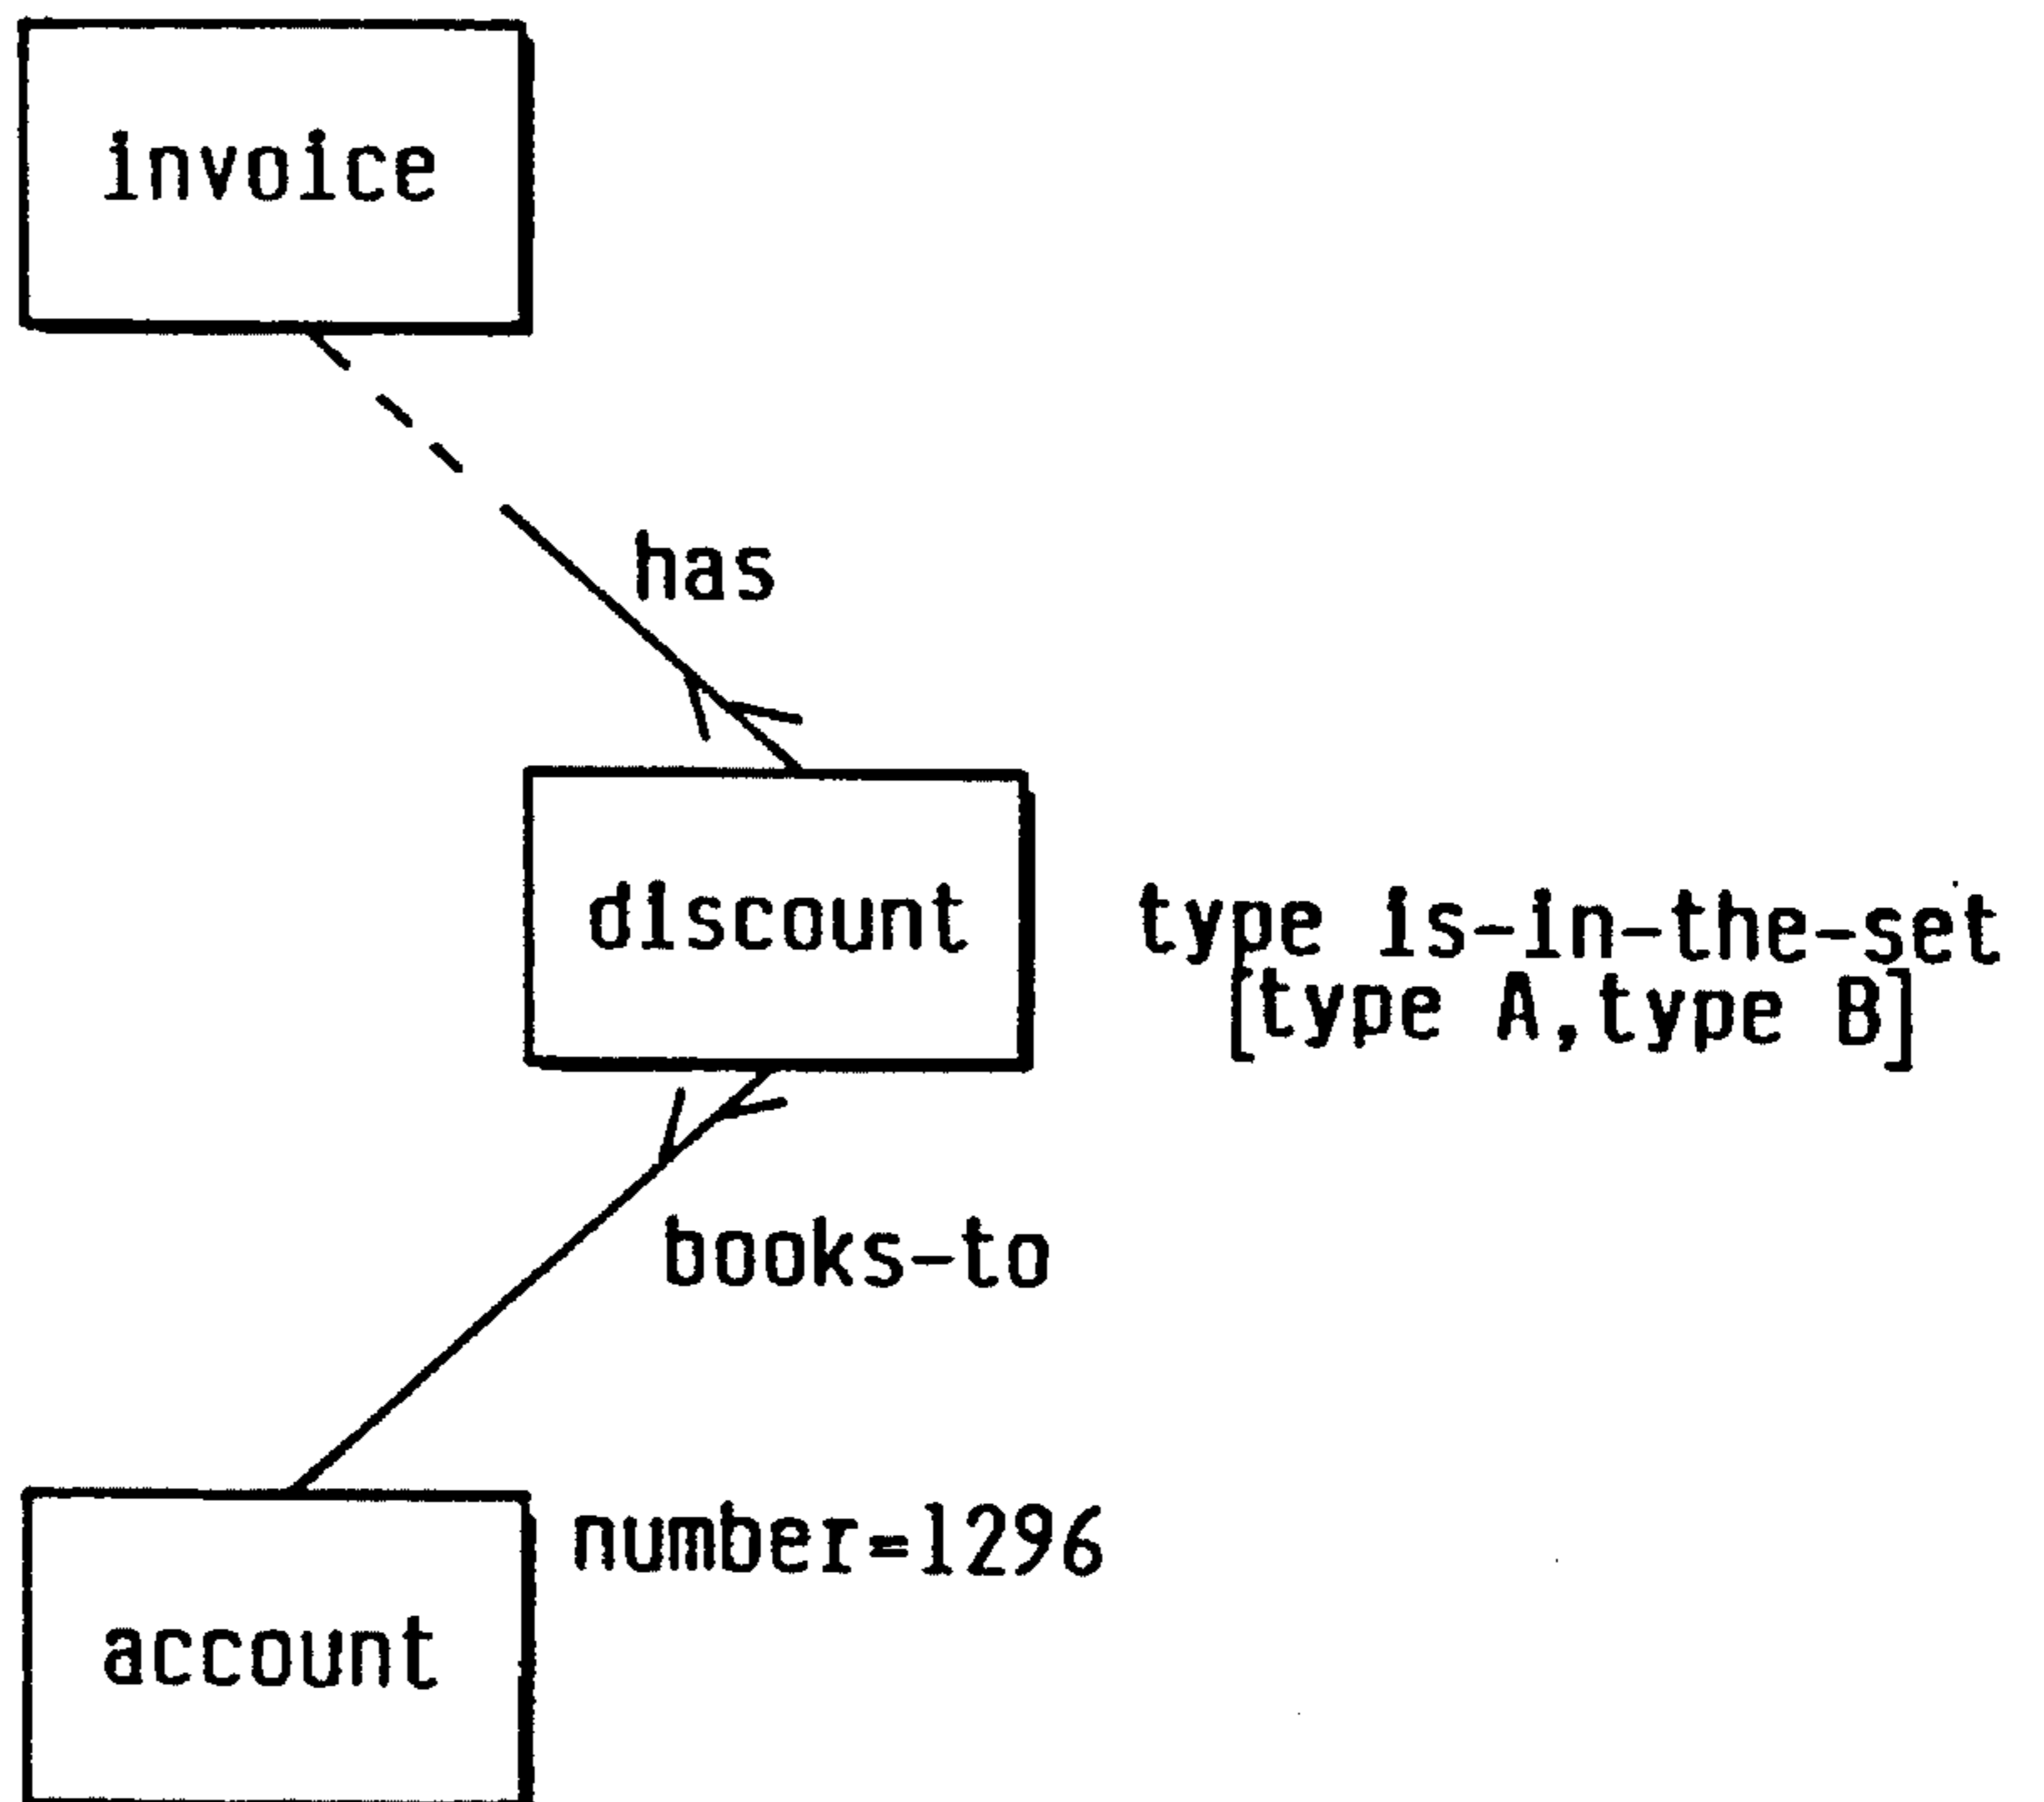 invoice
has
discount
type is-in-the-set
[type A,type B]
books-to
number=1296
account